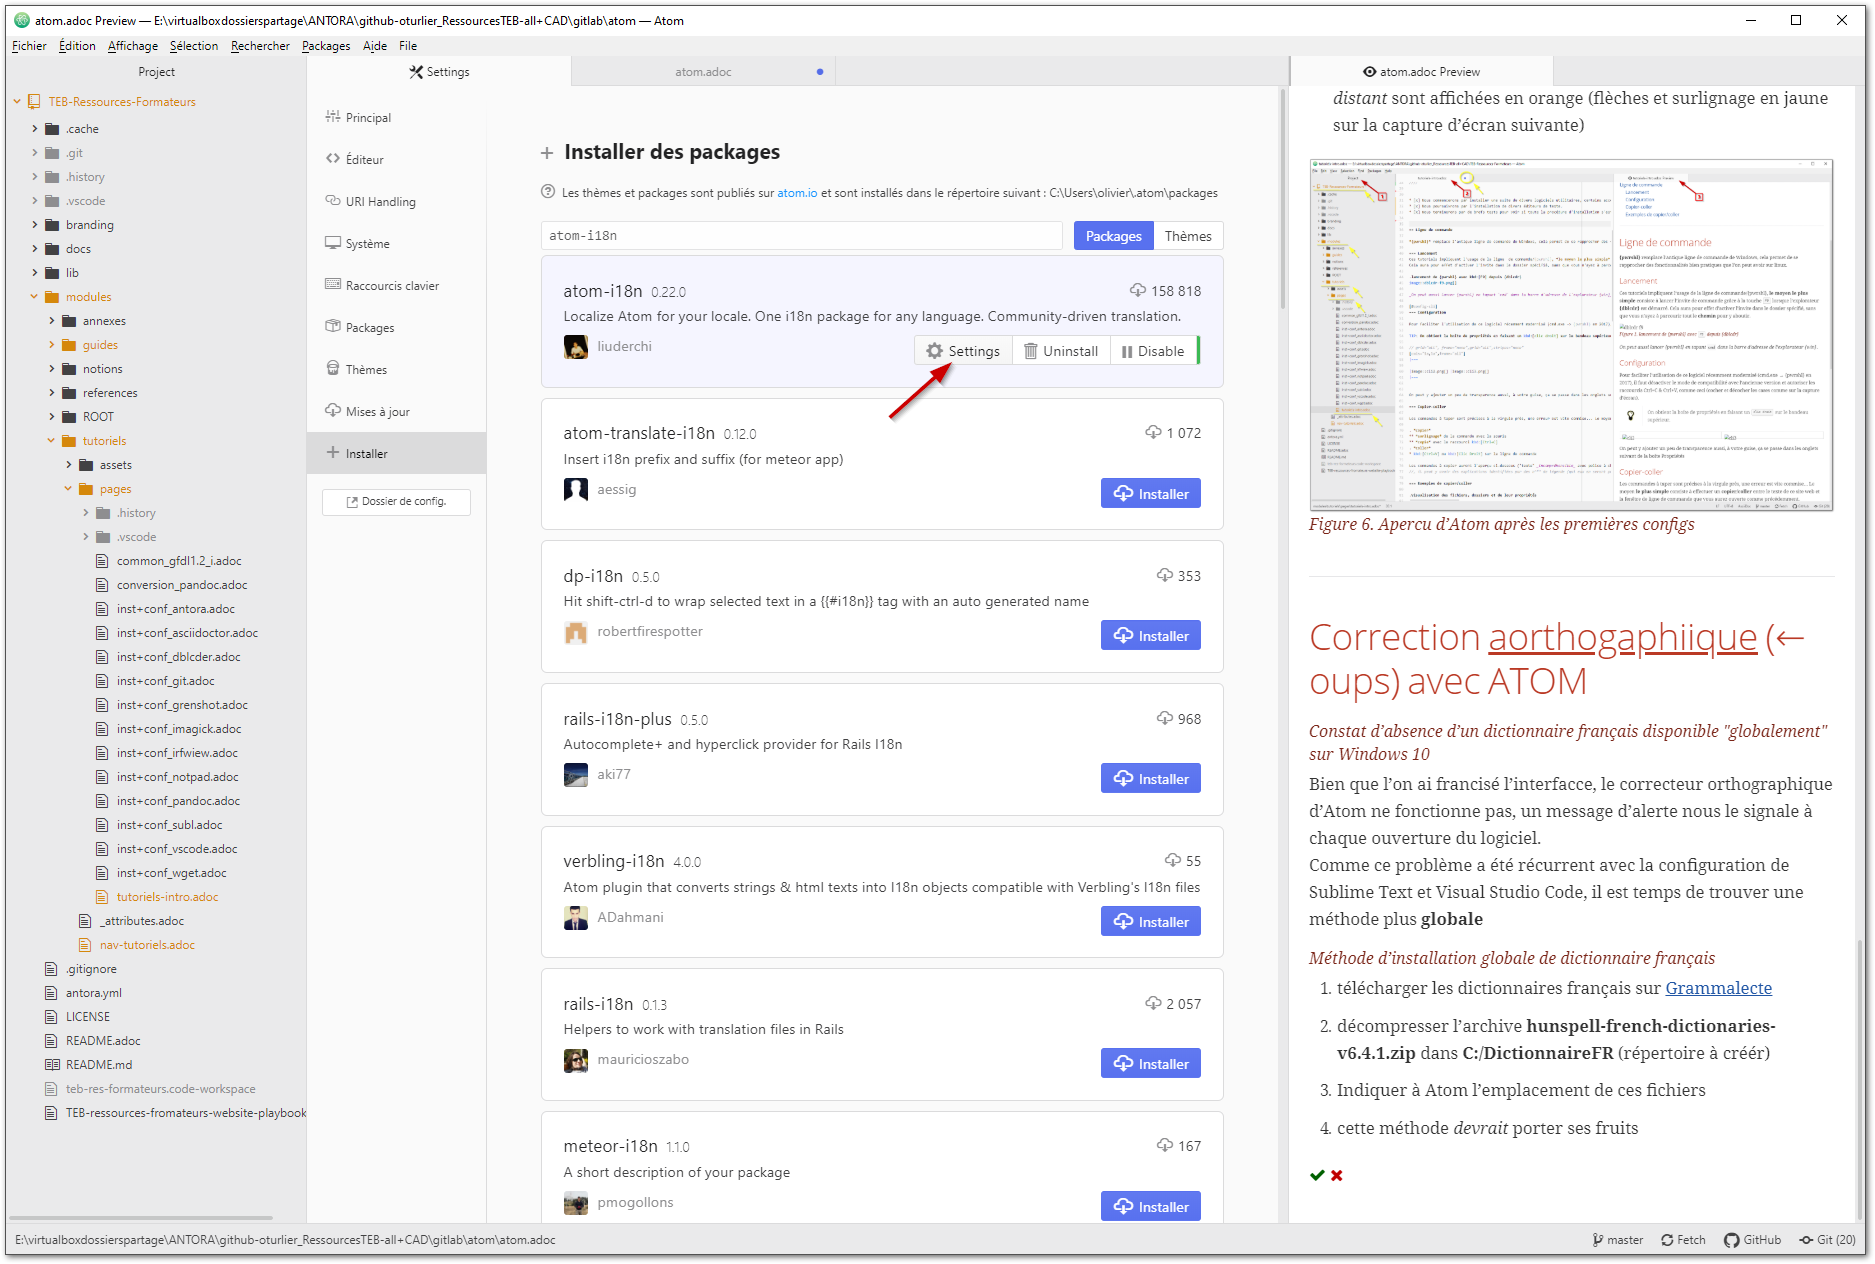 atom.adoc Preview — E:\virtualboxdossierspartage\ANTORA\github-oturlier_RessourcesTEB-all+CAD\gitlab\atom — Atom
Fichier Édition Affichage Sélection Rechercher Packages Aide File
Project
TEB-Ressources-Formateurs
.cache
.git
.history
.vscode
branding
docs
lib
modules
annexes
guides
notions
references
ROOT
tutoriels
assets
pages
.history
.vscode
common_gfdl1.2_i.adoc
conversion_pandoc.adoc
inst+conf_antora.adoc
inst+conf_asciidoctor.adoc
inst+conf_dblcder.adoc
inst+conf_git.adoc
inst+conf_grenshot.adoc
inst+conf_imagick.adoc
inst+conf_irfwiew.adoc
inst+conf_notpad.adoc
inst+conf_pandoc.adoc
inst+conf_subl.adoc
inst+conf_vscode.adoc
inst+conf_wget.adoc
tutoriels-intro.adoc
_attributes.adoc
nav-tutoriels.adoc
.gitignore
antora.yml
LICENSE
README.adoc
README.md
teb-res-formateurs.code-workspace
TEB-ressources-fromateurs-website-playbook
Settings
atom.adoc
Principal
Éditeur
URI Handling
Système
Raccourcis clavier
Packages
Thèmes
Mises à jour
Installer
Dossier de config.
Installer des packages
Les thèmes et packages sont publiés sur atom.io et sont installés dans le répertoire suivant : C:\Users\olivier\.atom\packages
atom-i18n
Packages Thèmes
atom-i18n 0.22.0 158 818
Localize Atom for your locale. One i18n package for any language. Community-driven translation.
liuderchi
Settings Uninstall Disable
atom-translate-i18n 0.12.0 1 072
Insert i18n prefix and suffix (for meteor app)
aessig
Installer
dp-i18n 0.5.0 353
Hit shift-ctrl-d to wrap selected text in a {{#i18n}} tag with an auto generated name
robertfirespotter
Installer
rails-i18n-plus 0.5.0 968
Autocomplete+ and hyperclick provider for Rails I18n
aki77
Installer
verbling-i18n 4.0.0 55
Atom plugin that converts strings & html texts into I18n objects compatible with Verbling's I18n files
ADahmani
Installer
rails-i18n 0.1.3 2 057
Helpers to work with translation files in Rails
mauricioszabo
Installer
meteor-i18n 1.1.0 167
A short description of your package
pmogollons
Installer
atom.adoc Preview
distant sont affichées en orange (flèches et surlignage en jaune
sur la capture d’écran suivante)
Ligne de commande
Lancement
Configuration
Copier-coller
Figure 6. Apercu d’Atom après les premières configs
Correction aorthogaphiique (←
oups) avec ATOM
Constat d’absence d’un dictionnaire français disponible "globalement"
sur Windows 10
Bien que l’on ai francisé l’interfacce, le correcteur orthographique
d’Atom ne fonctionne pas, un message d’alerte nous le signale à
chaque ouverture du logiciel.
Comme ce problème a été récurrent avec la configuration de
Sublime Text et Visual Studio Code, il est temps de trouver une
méthode plus globale
Méthode d’installation globale de dictionnaire français
1. télécharger les dictionnaires français sur Grammalecte
2. décompresser l’archive hunspell-french-dictionaries-
v6.4.1.zip dans C:/DictionnaireFR (répertoire à créér)
3. Indiquer à Atom l’emplacement de ces fichiers
4. cette méthode devrait porter ses fruits
E:\virtualboxdossierspartage\ANTORA\github-oturlier_RessourcesTEB-all+CAD\gitlab\atom\atom.adoc
master Fetch GitHub Git (20)